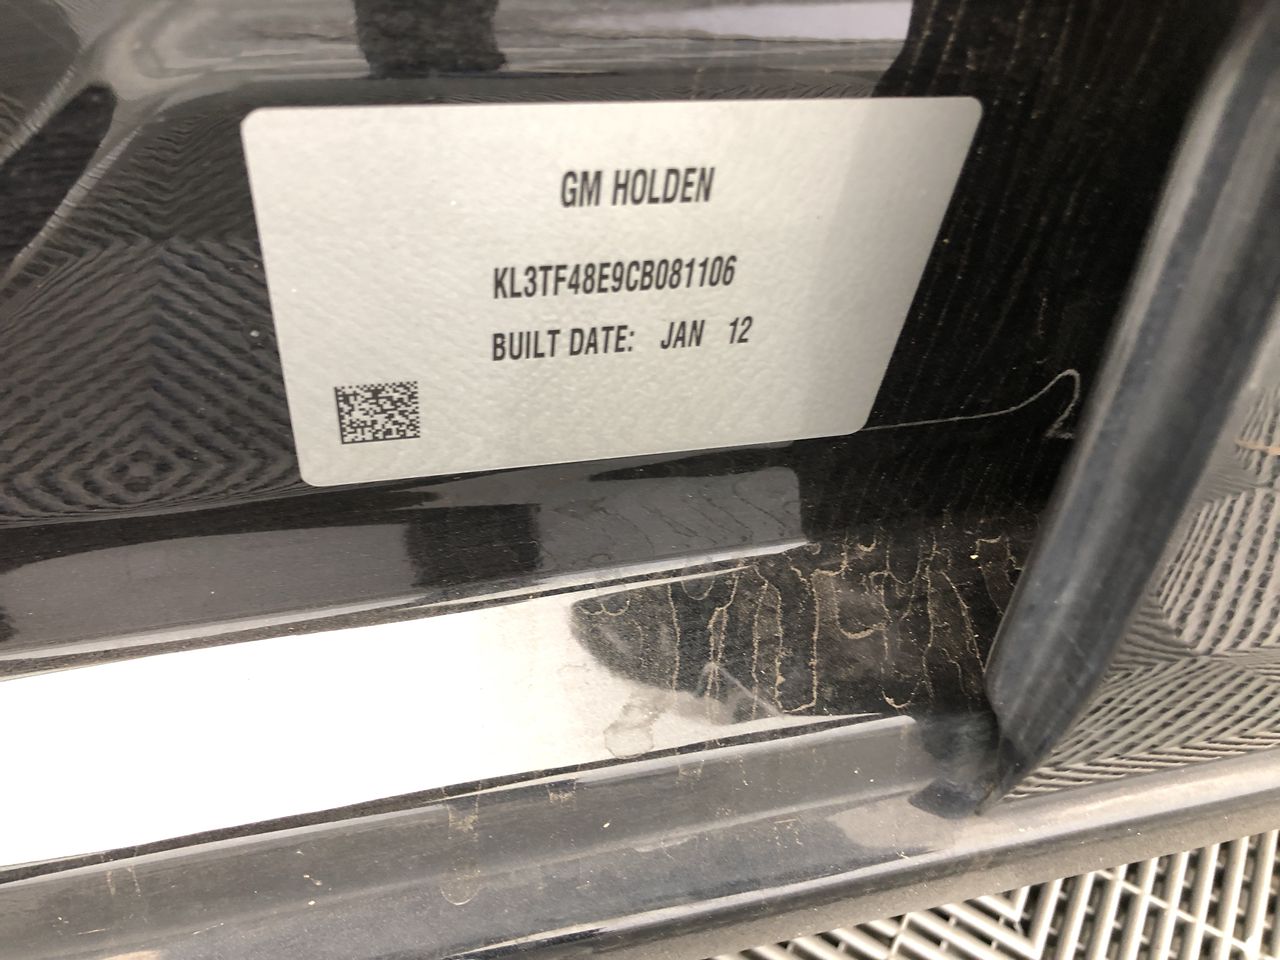 GM HOLDEN
KL3TF48E9CB081106
BUILT DATE: JAN 12